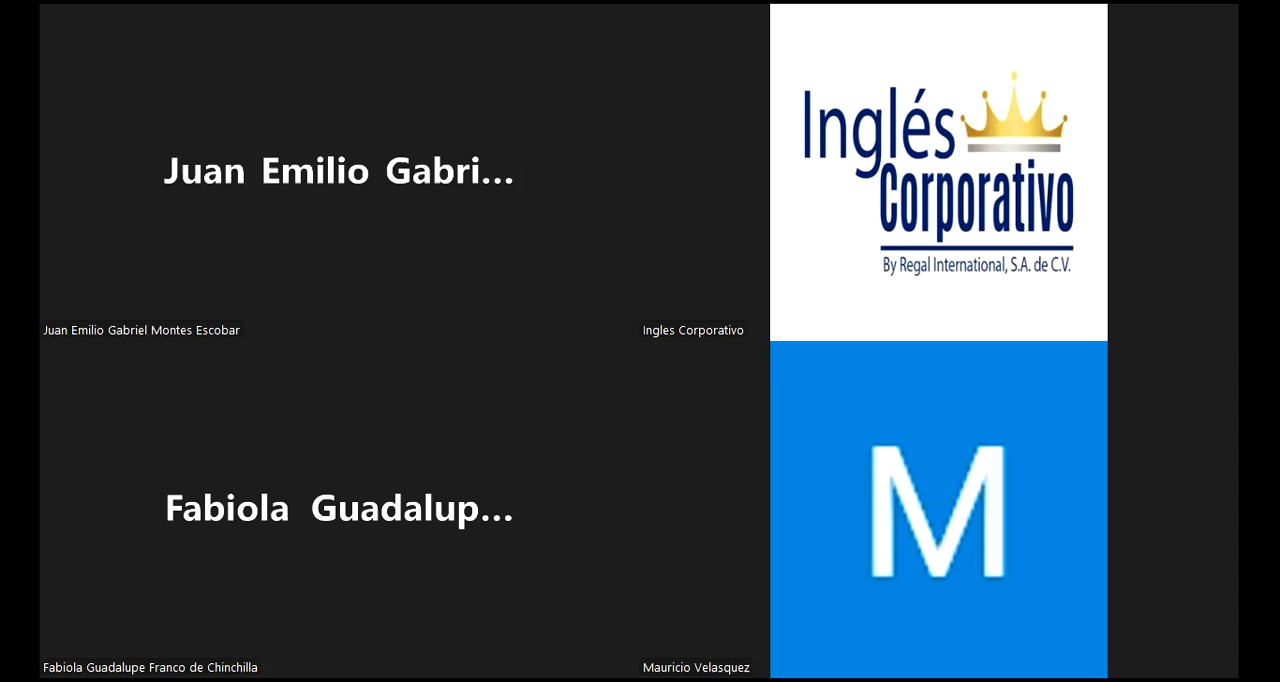 Juan Emilio Gabri...
Juan Emilio Gabriel Montes Escobar
Inglés
Corporativo
By Regal International, S.A. de C.V.
Ingles Corporativo
Fabiola Guadalup...
Fabiola Guadalupe Franco de Chinchilla
M
Mauricio Velasquez